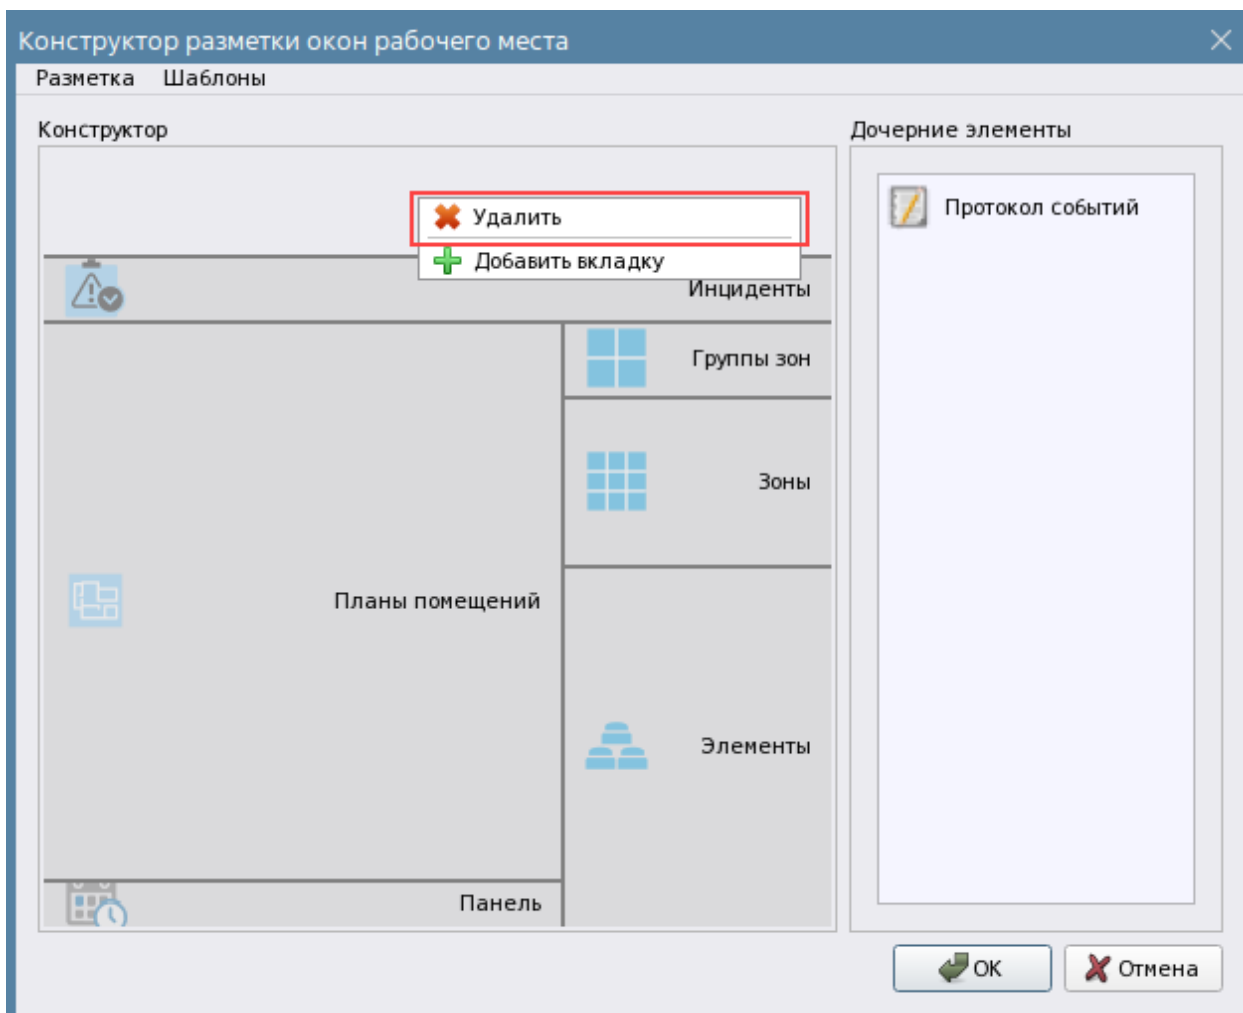 Конструктор разметки окон рабочего места
Разметка Шаблоны
Конструктор
Дочерние элементы
Удалить
Добавить вкладку
Инциденты
Группы зон
Зоны
Планы помещений
Элементы
Панель
Протокол событий
ОК
Отмена